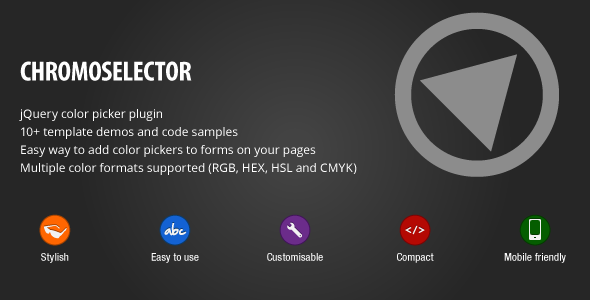 CHROMOSELECTOR
jQuery color picker plugin
10+ template demos and code samples
Easy way to add color pickers to forms on your pages
Multiple color formats supported (RGB, HEX, HSL and CMYK)
abc
</>
Stylish
Easy to use
Customisable
Compact
Mobile friendly